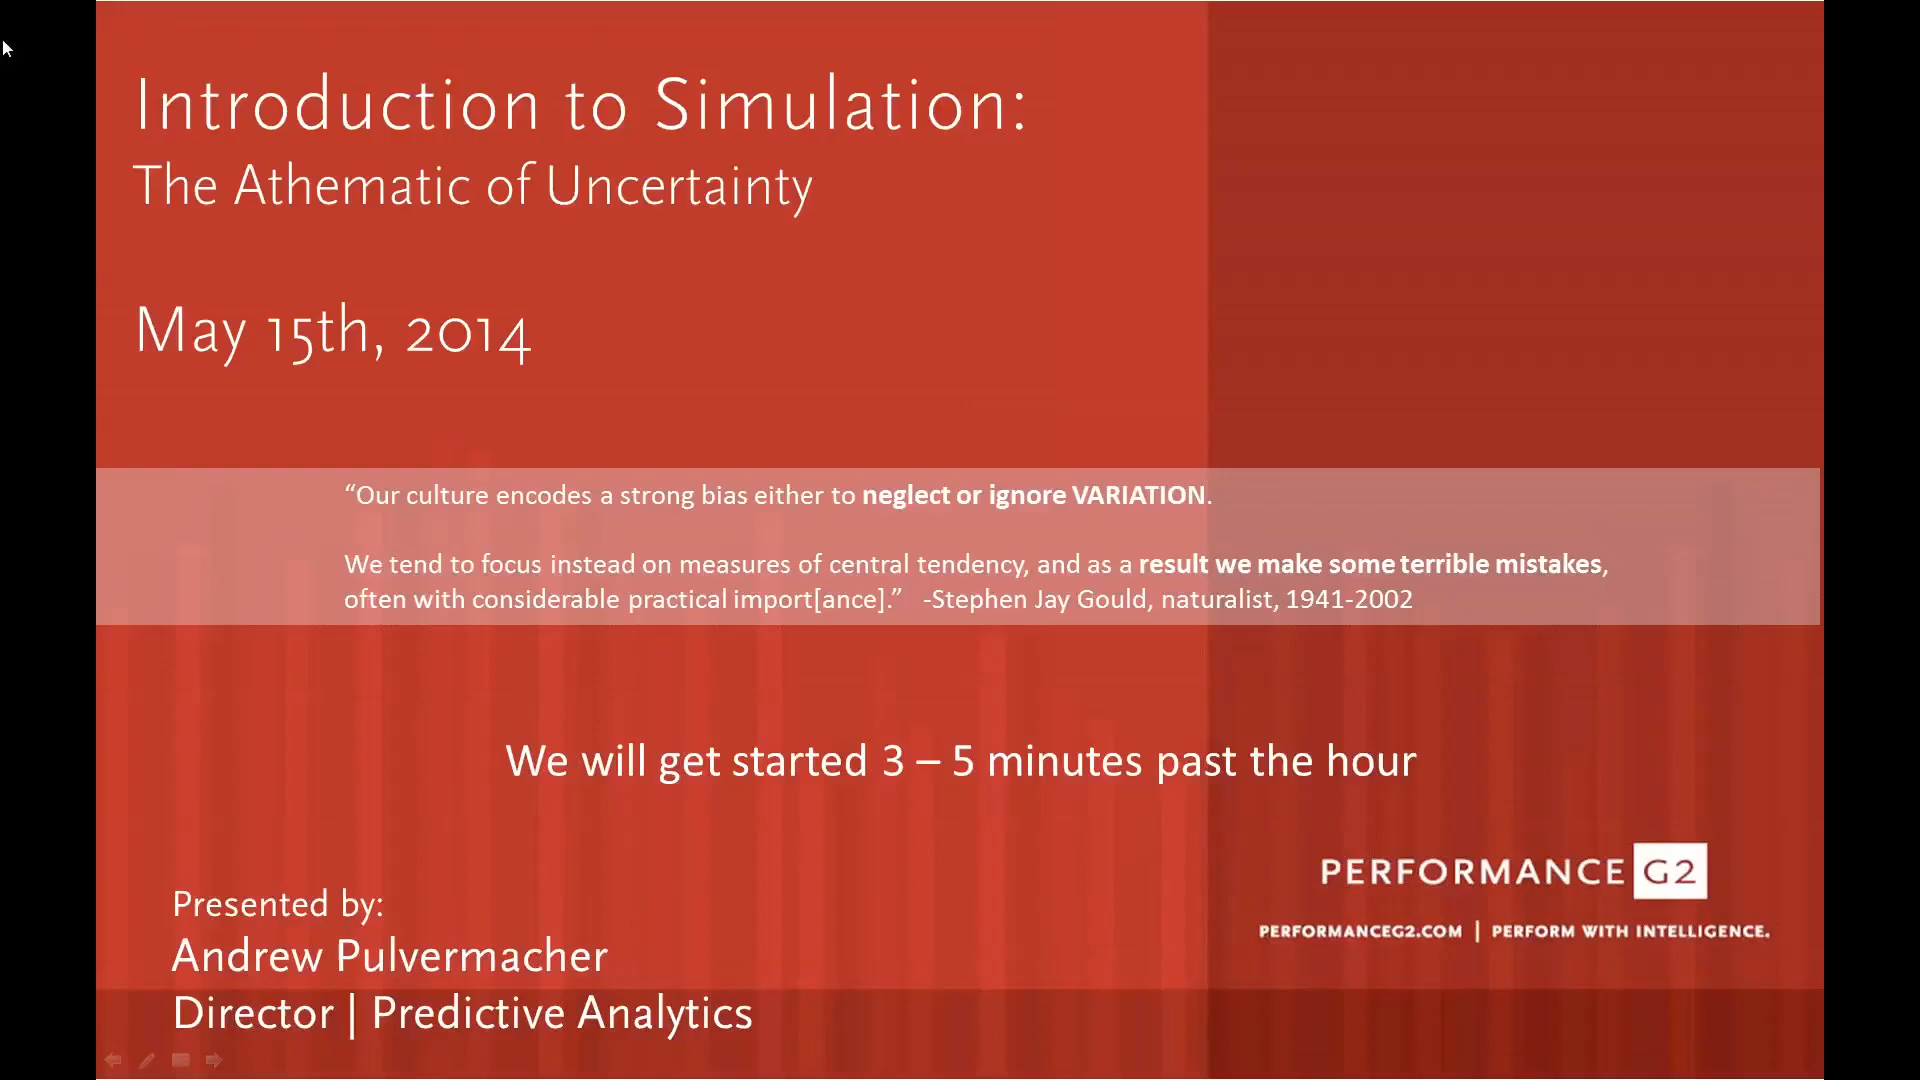 Introduction to Simulation:
The Athematic of Uncertainty
May 15th, 2014
“Our culture encodes a strong bias either to neglect or ignore VARIATION.
We tend to focus instead on measures of central tendency, and as a result we make some terrible mistakes,
often with considerable practical import[ance].” -Stephen Jay Gould, naturalist, 1941-2002
We will get started 3 – 5 minutes past the hour
Presented by:
Andrew Pulvermacher
Director | Predictive Analytics
PERFORMANCE G2
PERFORMANCEG2.COM | PERFORM WITH INTELLIGENCE.